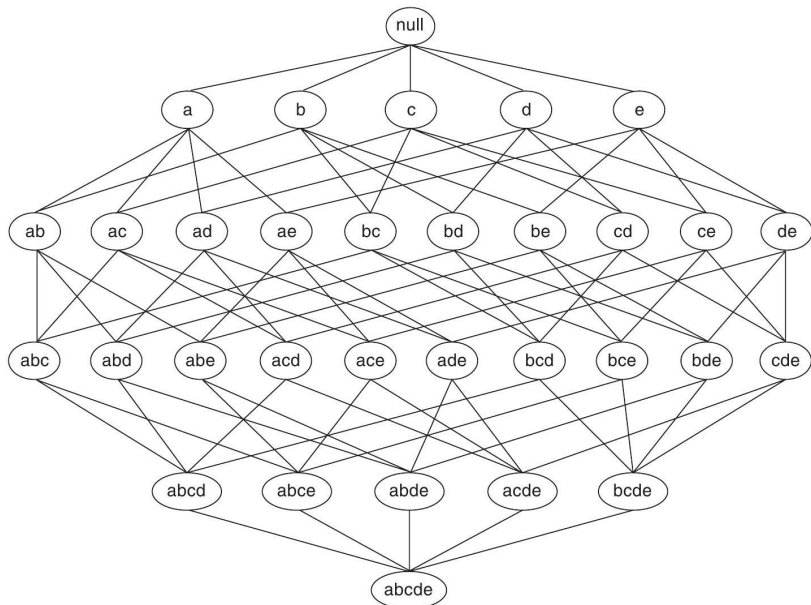 null
a b c d e
ab ac ad ae bc bd be cd ce de
abc abd abe acd ace ade bcd bce bde cde
abcd abce abde acde bcde
abcde